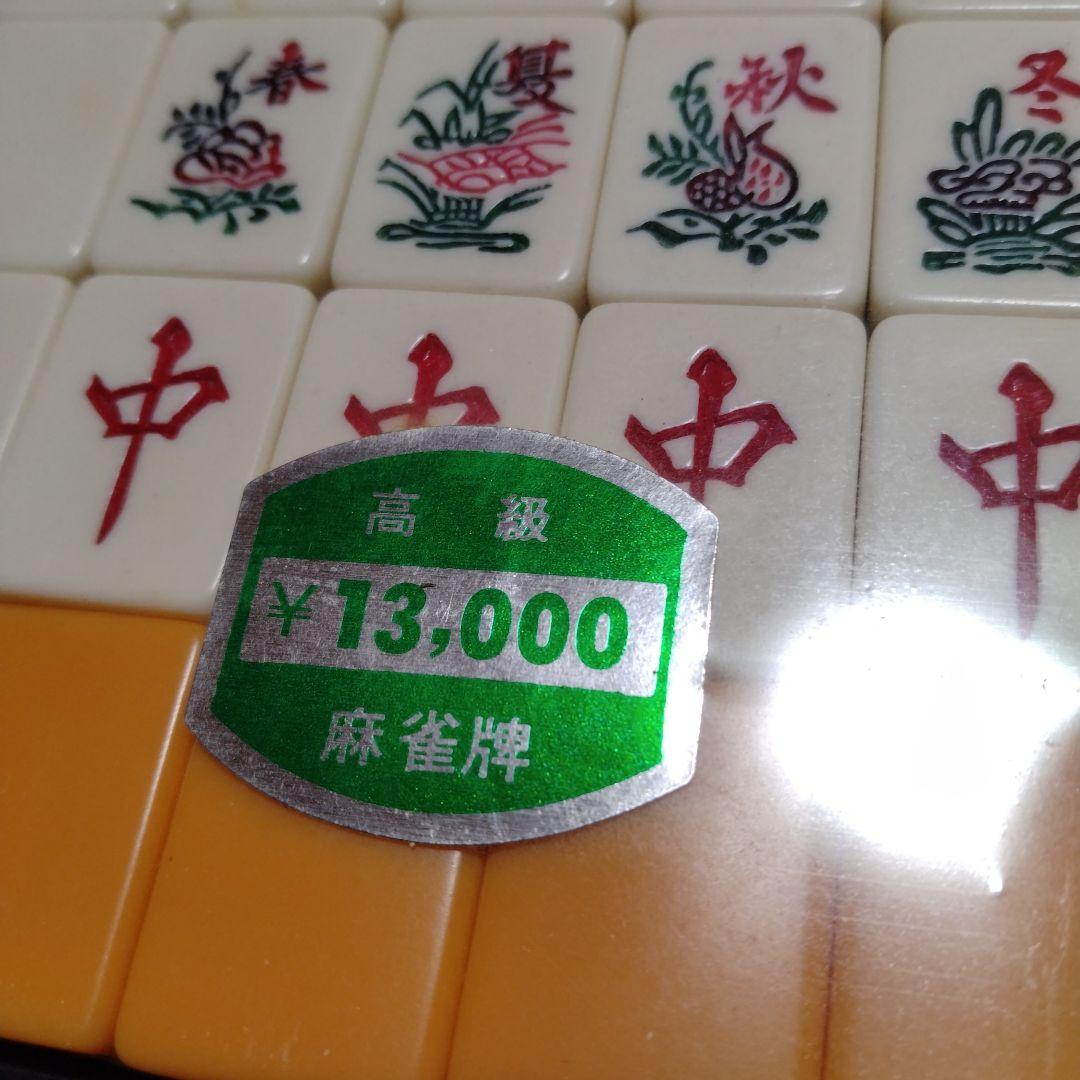 春 夏 秋 冬
中 中 中 中
高級
¥13,000
麻雀牌